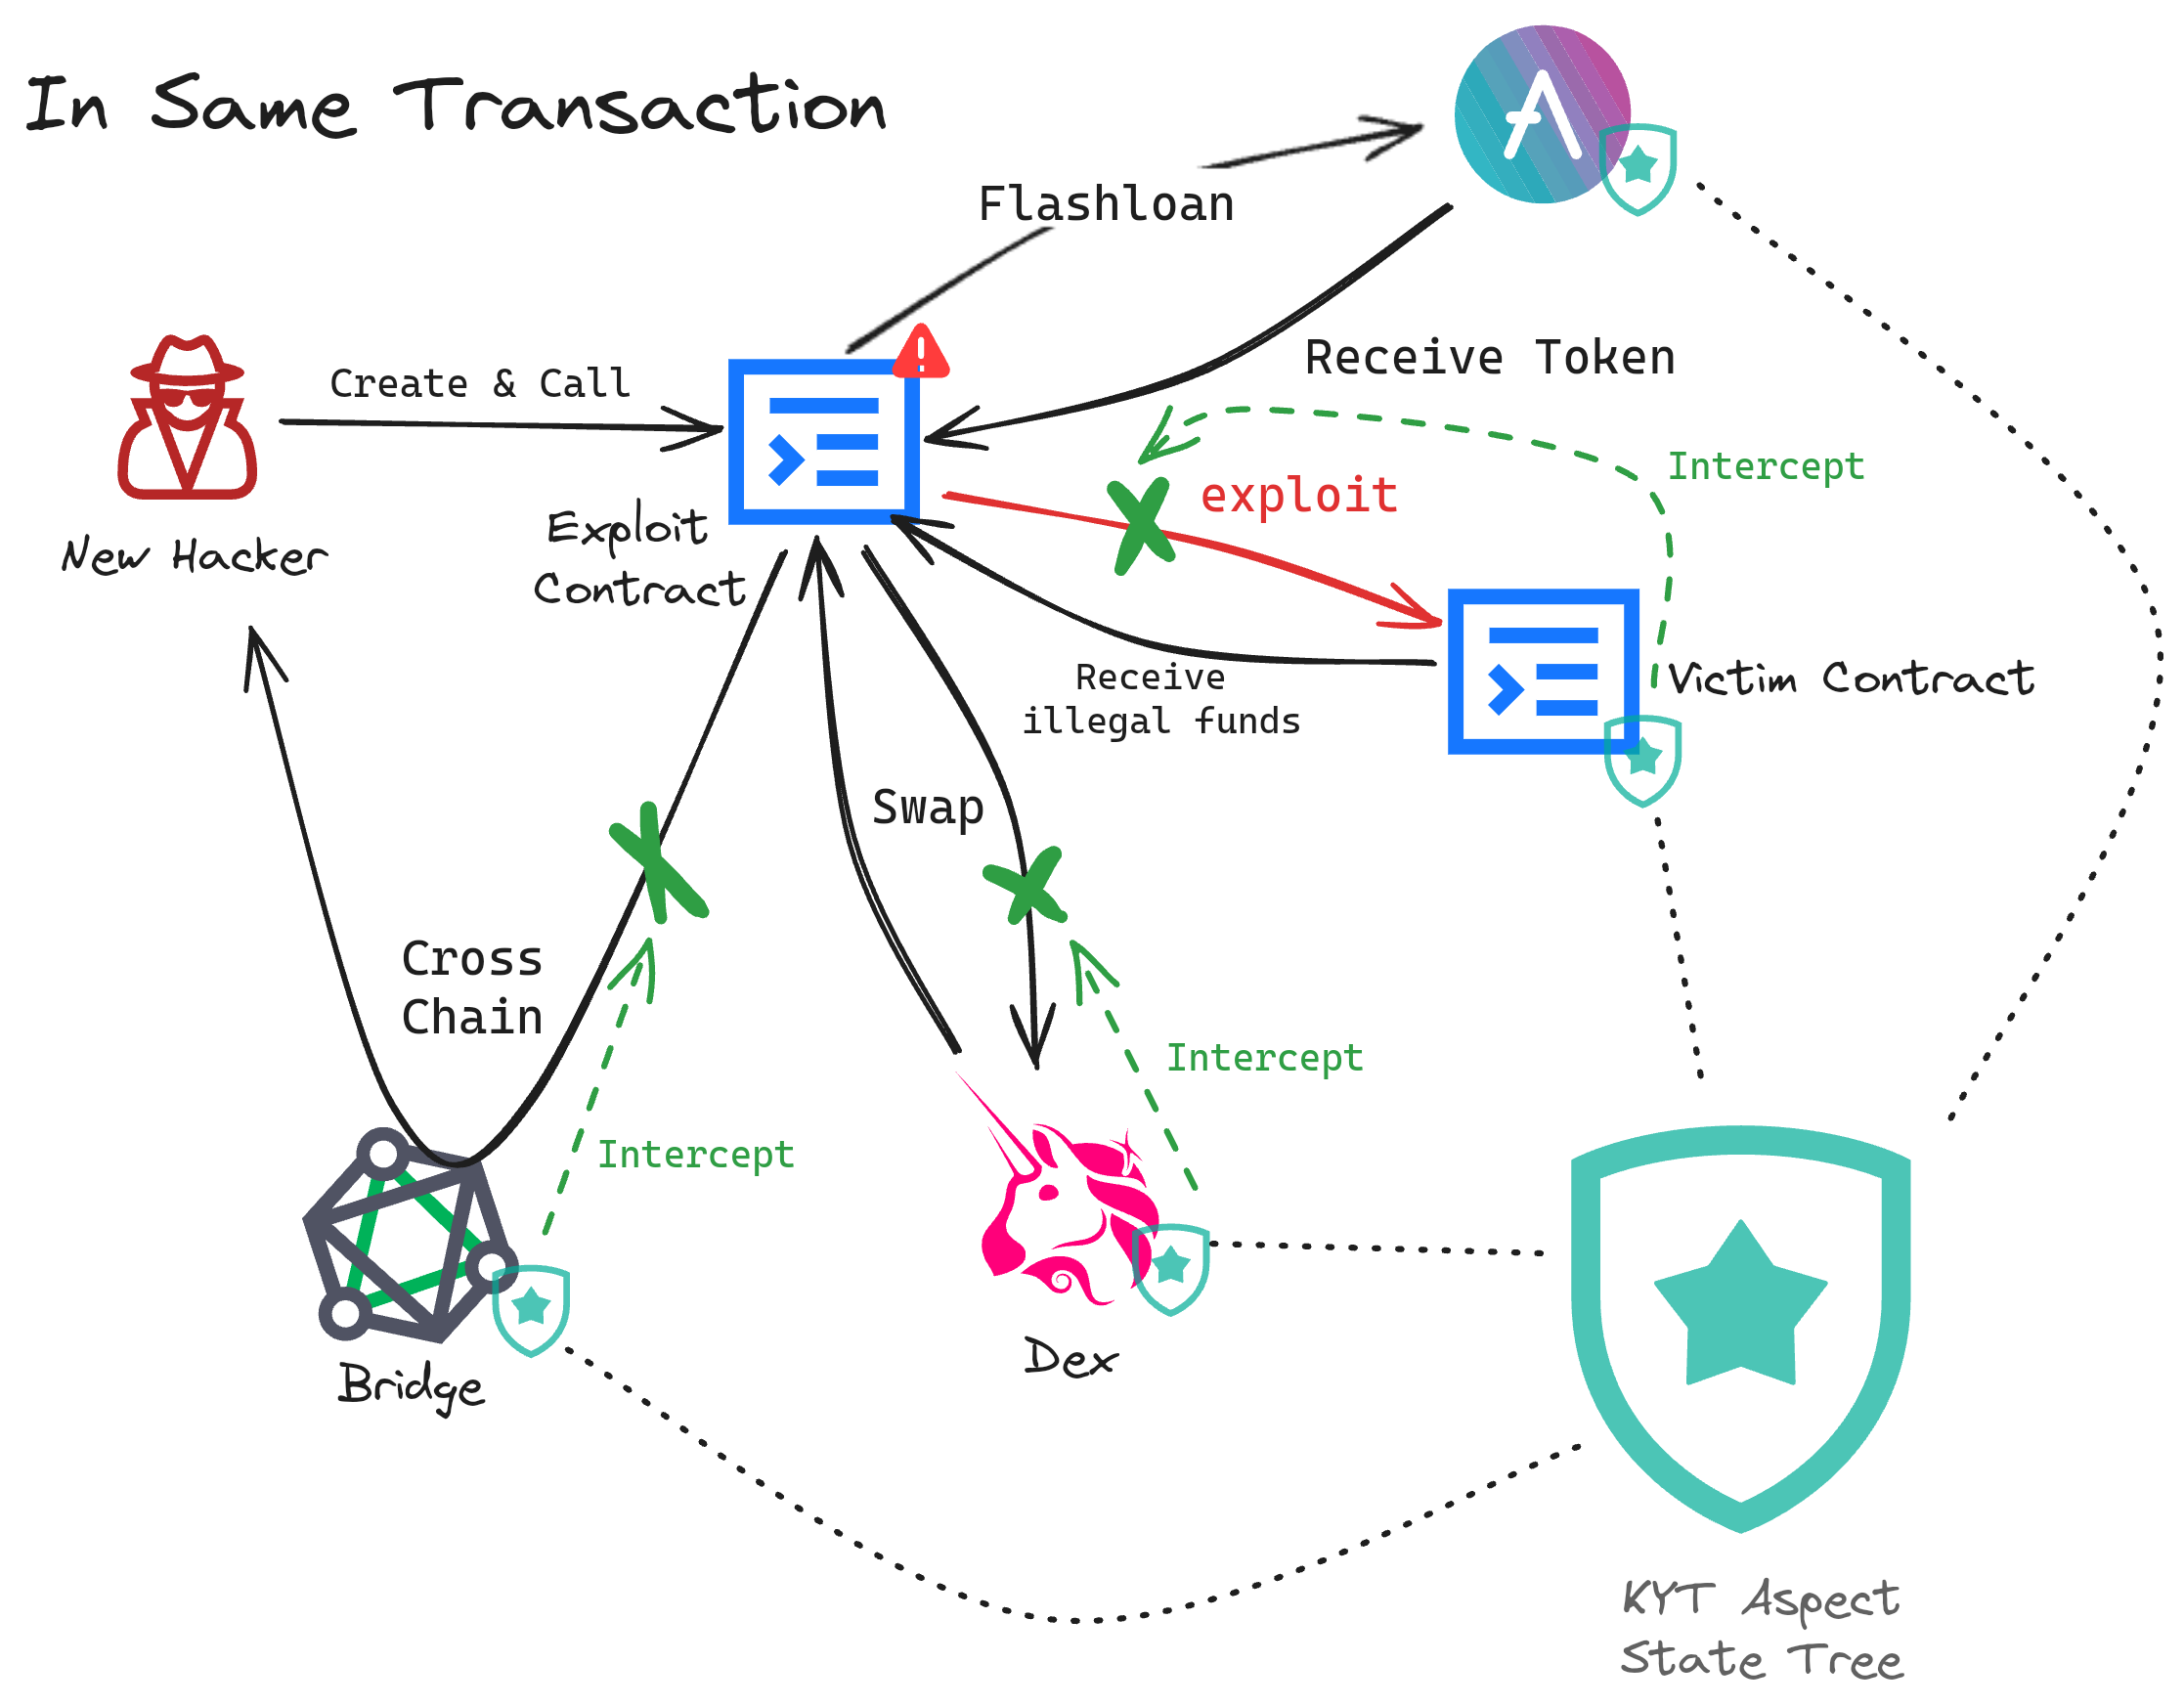 In Same Transaction
Flashloan
Receive Token
Create & Call
Intercept
exploit
Exploit
Contract
New Hacker
Receive
illegal funds
Victim Contract
Swap
Cross
Chain
Intercept
Intercept
Dex
Bridge
KYT Aspect
State Tree